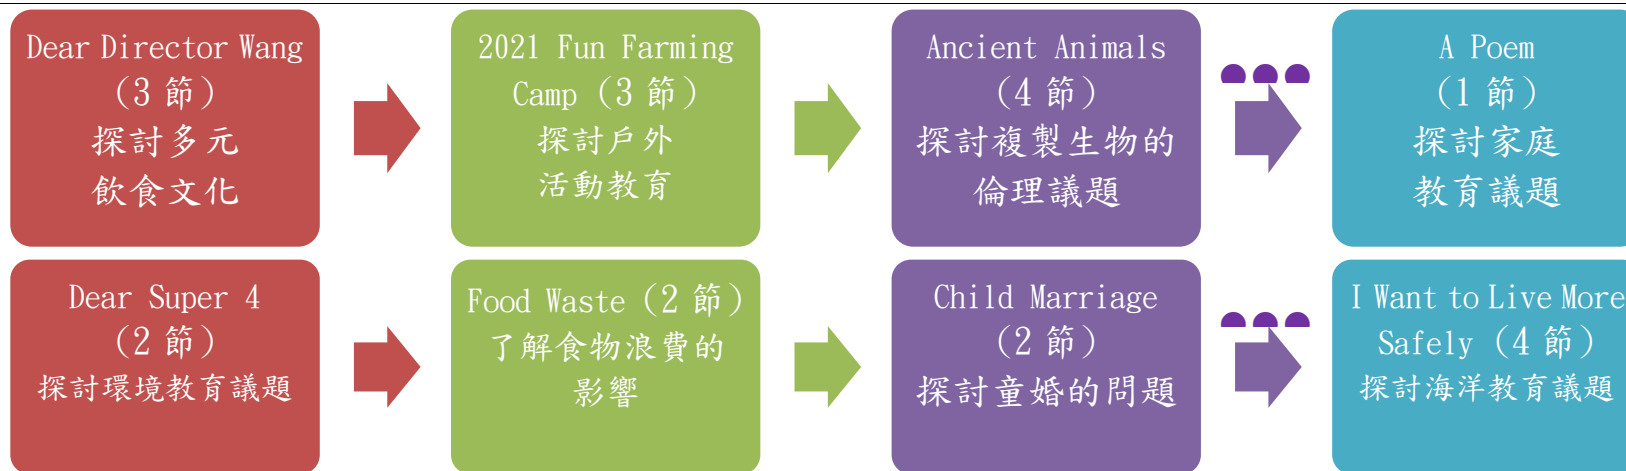 Dear Director Wang
（3 節）
探討多元
飲食文化
2021 Fun Farming
Camp（3 節）
探討戶外
活動教育
Ancient Animals
（4 節）
探討複製生物的
倫理議題
A Poem
（1 節）
探討家庭
教育議題
Dear Super 4
（2 節）
探討環境教育議題
Food Waste（2 節）
了解食物浪費的
影響
Child Marriage
（2 節）
探討童婚的問題
I Want to Live More
Safely（4 節）
探討海洋教育議題